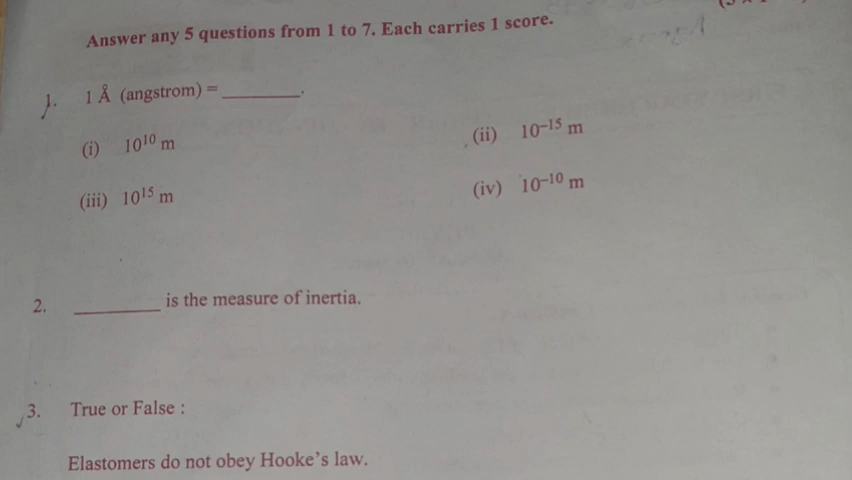 Answer any 5 questions from 1 to 7. Each carries 1 score.
1. 1 Å (angstrom) = ________.
(i) 10¹⁰ m (ii) 10⁻¹⁵ m
(iii) 10¹⁵ m (iv) 10⁻¹⁰ m
2. ________ is the measure of inertia.
3. True or False :
Elastomers do not obey Hooke's law.